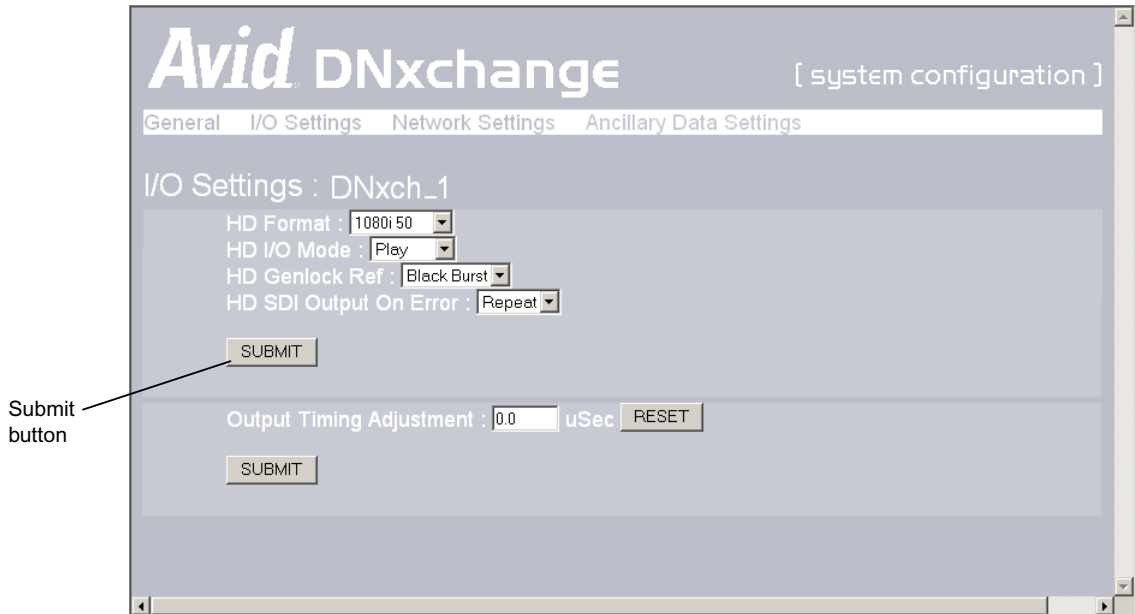 Avid DNxchange
[ system configuration ]
General I/O Settings Network Settings Ancillary Data Settings
I/O Settings : DNxch_1
HD Format : 1080i 50
HD I/O Mode : Play
HD Genlock Ref : Black Burst
HD SDI Output On Error : Repeat
SUBMIT
Submit
button
Output Timing Adjustment : 0.0 uSec RESET
SUBMIT